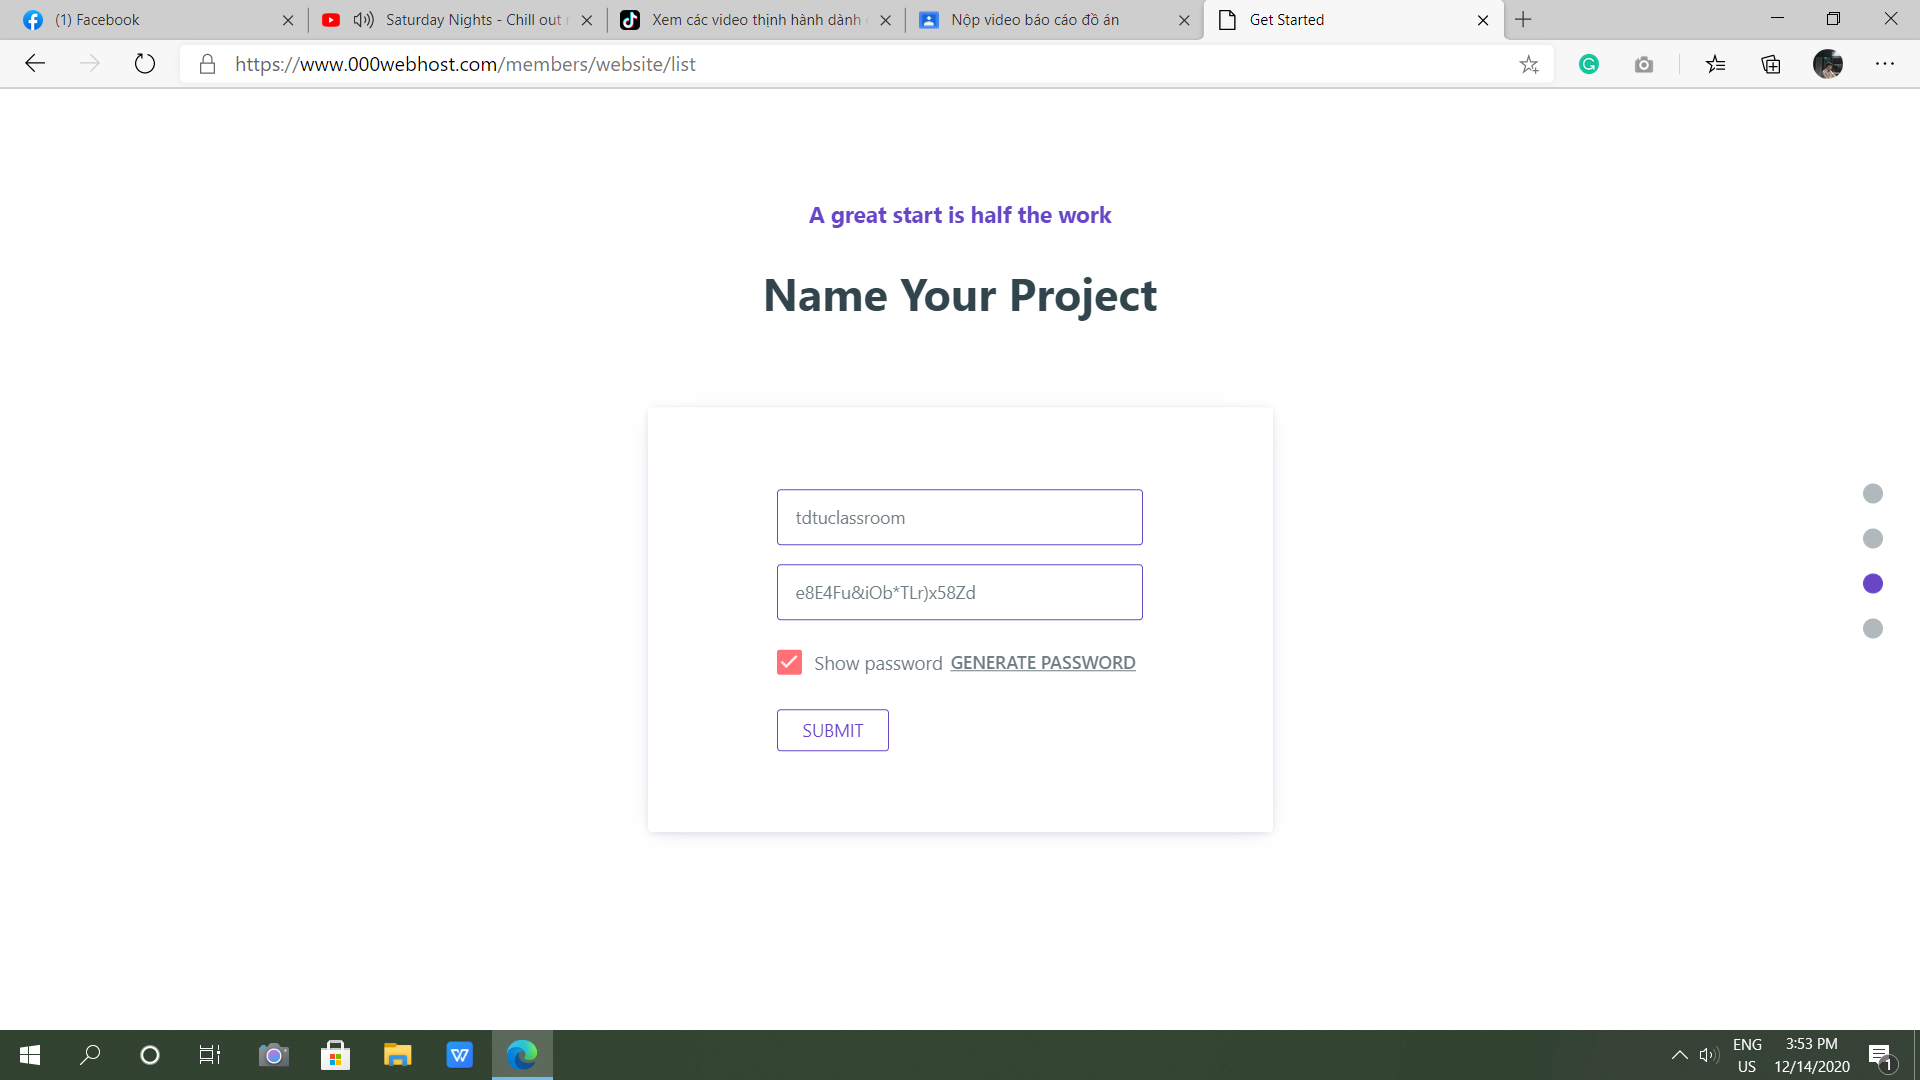 (1) Facebook
Saturday Nights - Chill out
Xem các video thịnh hành dành
Nộp video báo cáo đồ án
Get Started
https://www.000webhost.com/members/website/list
A great start is half the work
Name Your Project
tdtuclassroom
e8E4Fu&iOb*TLr)x58Zd
Show password GENERATE PASSWORD
SUBMIT
ENG
US
3:53 PM
12/14/2020
1